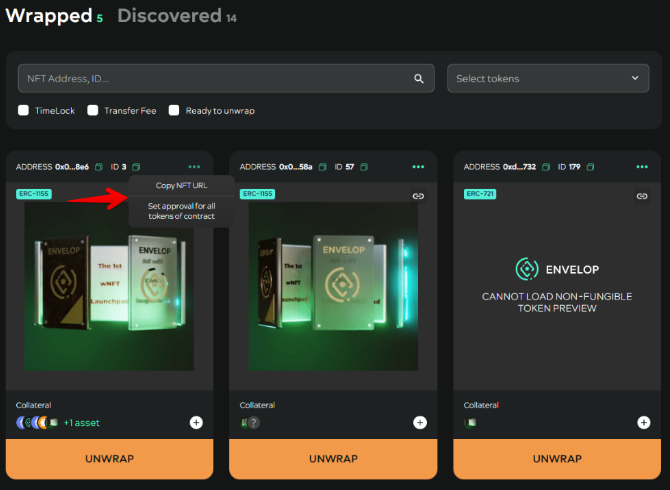 Wrapped 5 Discovered 14
NFT Address, ID... Select tokens
TimeLock Transfer Fee Ready to unwrap
ADDRESS 0x0...8e6 ID 3
ERC-1155
Copy NFT URL
Set approval for all
tokens of contract
ENVELOP
The 1st
wNFT
Launchpad
ENVELOP
Collateral
+1 asset
UNWRAP
ADDRESS 0x0...58a ID 57
ERC-1155
ENVELOP
The 1st
wNFT
Launchpad
ENVELOP
Collateral
?
UNWRAP
ADDRESS 0xd...732 ID 179
ERC-721
ENVELOP
CANNOT LOAD NON-FUNGIBLE
TOKEN PREVIEW
Collateral
UNWRAP